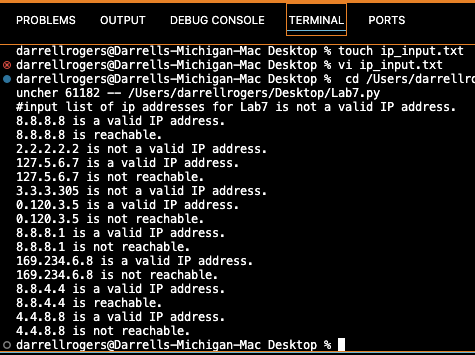 PROBLEMS OUTPUT DEBUG CONSOLE TERMINAL PORTS
darrellrogers@Darrells-Michigan-Mac Desktop % touch ip_input.txt
darrellrogers@Darrells-Michigan-Mac Desktop % vi ip_input.txt
darrellrogers@Darrells-Michigan-Mac Desktop %  cd /Users/darrellro
uncher 61182 -- /Users/darrellrogers/Desktop/Lab7.py
#input list of ip addresses for Lab7 is not a valid IP address.
8.8.8.8 is a valid IP address.
8.8.8.8 is reachable.
2.2.2.2.2 is not a valid IP address.
127.5.6.7 is a valid IP address.
127.5.6.7 is not reachable.
3.3.3.305 is not a valid IP address.
0.120.3.5 is a valid IP address.
0.120.3.5 is not reachable.
8.8.8.1 is a valid IP address.
8.8.8.1 is not reachable.
169.234.6.8 is a valid IP address.
169.234.6.8 is not reachable.
8.8.4.4 is a valid IP address.
8.8.4.4 is reachable.
4.4.8.8 is a valid IP address.
4.4.8.8 is not reachable.
darrellrogers@Darrells-Michigan-Mac Desktop %